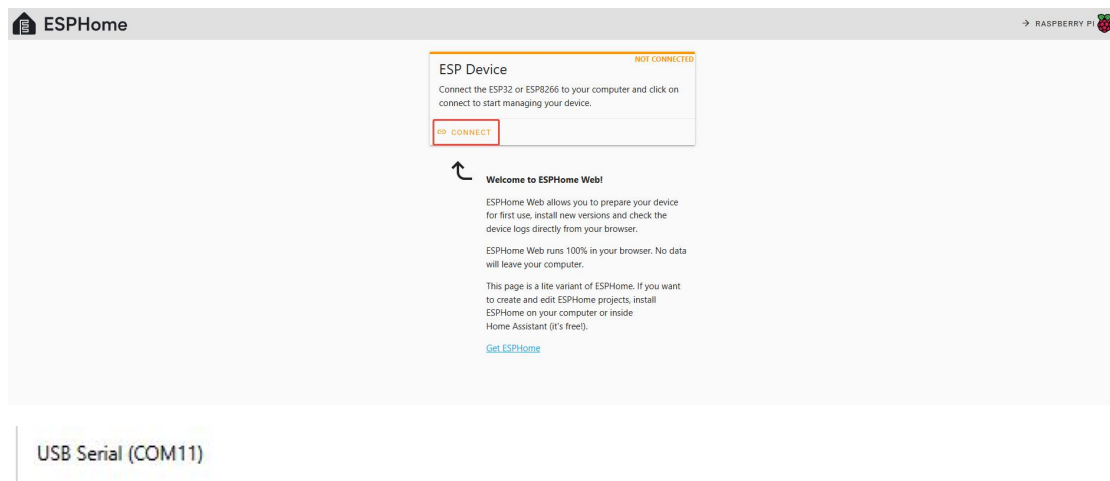 ESPHome
→ RASPBERRY PI
NOT CONNECTED
ESP Device
Connect the ESP32 or ESP8266 to your computer and click on
connect to start managing your device.
CONNECT
Welcome to ESPHome Web!
ESPHome Web allows you to prepare your device
for first use, install new versions and check the
device logs directly from your browser.
ESPHome Web runs 100% in your browser. No data
will leave your computer.
This page is a lite variant of ESPHome. If you want
to create and edit ESPHome projects, install
ESPHome on your computer or inside
Home Assistant (it's free!).
Get ESPHome
USB Serial (COM11)